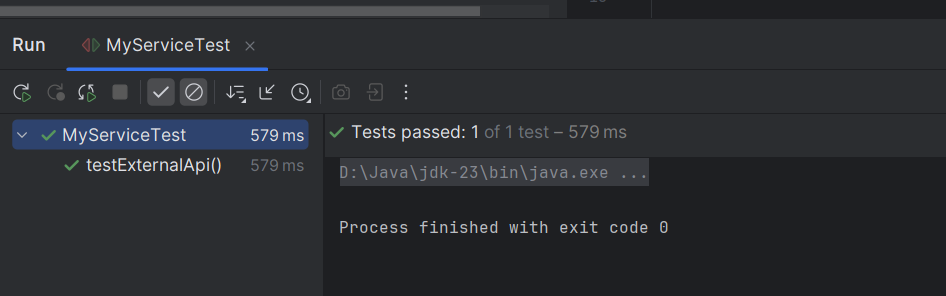 Run MyServiceTest
MyServiceTest 579 ms
testExternalApi() 579 ms
Tests passed: 1 of 1 test – 579 ms
D:\Java\jdk-23\bin\java.exe ...
Process finished with exit code 0